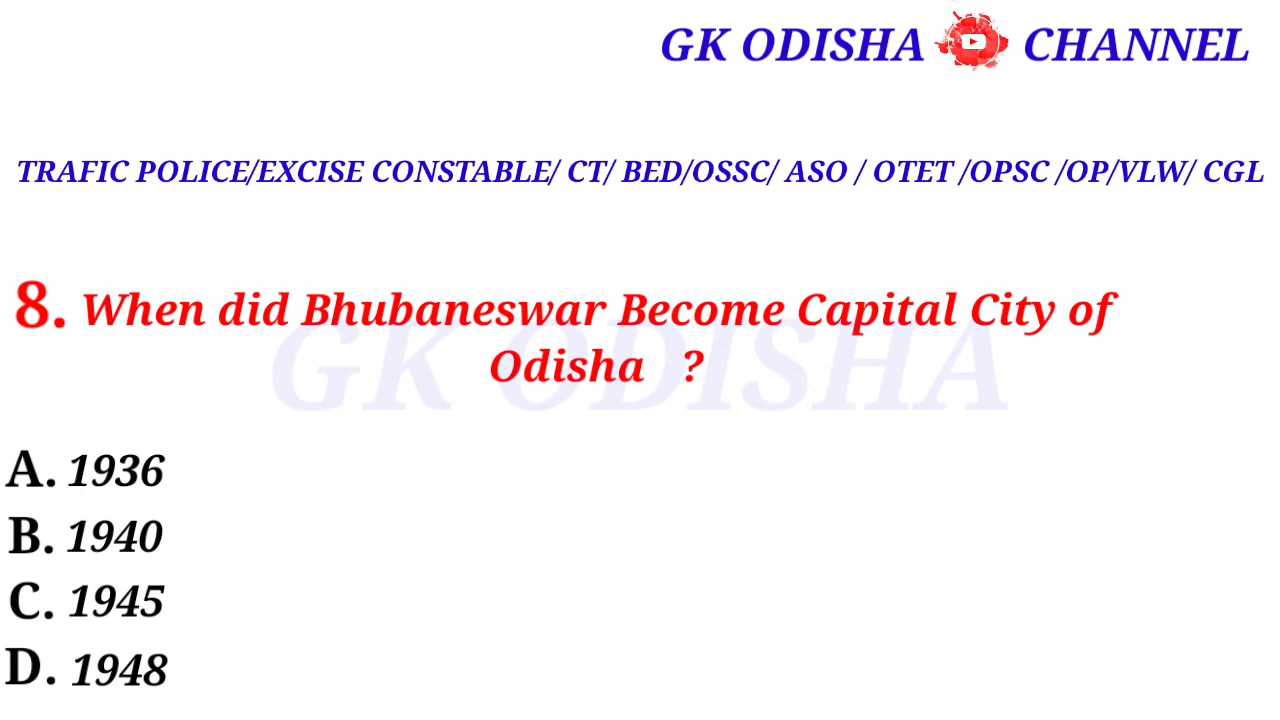 GK ODISHA CHANNEL
TRAFIC POLICE/EXCISE CONSTABLE/ CT/ BED/OSSC/ ASO / OTET /OPSC /OP/VLW/ CGL
8. When did Bhubaneswar Become Capital City of
Odisha ?
GK ODISHA
A. 1936
B. 1940
C. 1945
D. 1948